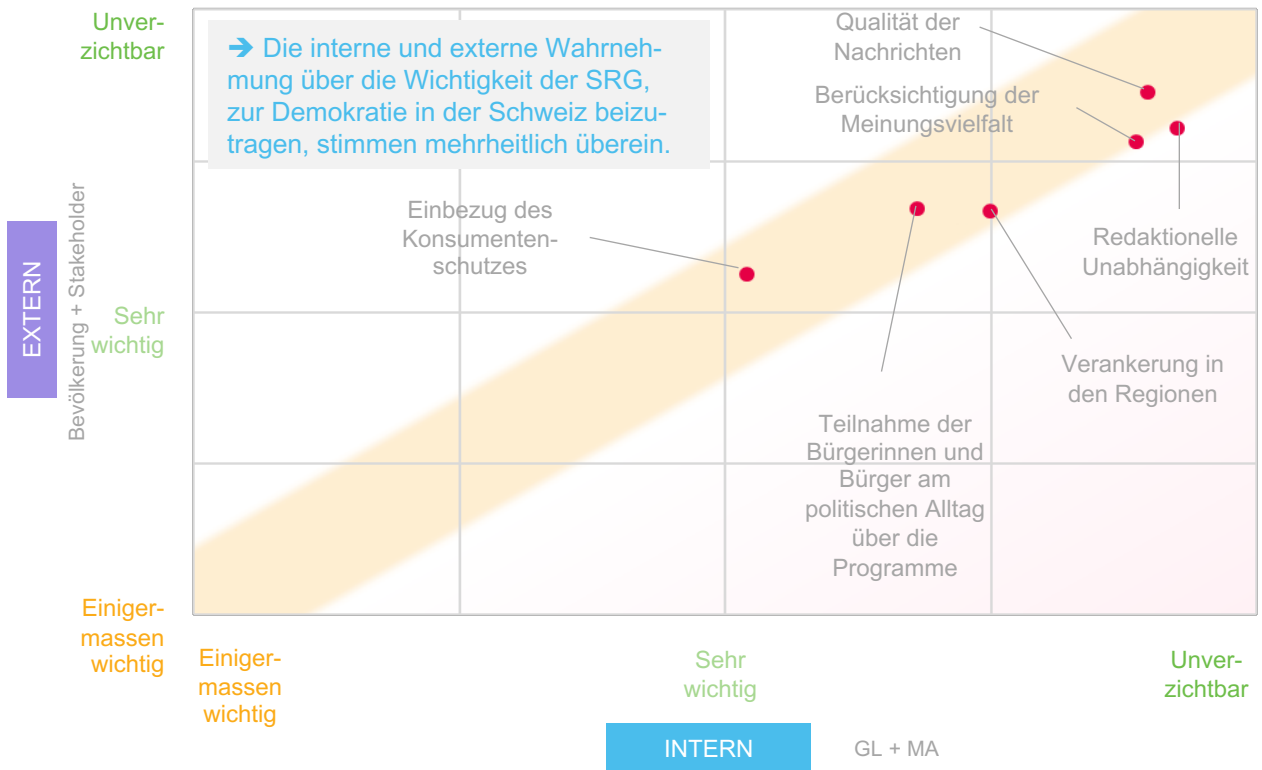 Unver-
zichtbar
➔ Die interne und externe Wahrneh-
mung über die Wichtigkeit der SRG,
zur Demokratie in der Schweiz beizu-
tragen, stimmen mehrheitlich überein.
Qualität der
Nachrichten
Berücksichtigung der
Meinungsvielfalt
Einbezug des
Konsumenten-
schutzes
Redaktionelle
Unabhängigkeit
EXTERN
Bevölkerung + Stakeholder
Sehr
wichtig
Verankerung in
den Regionen
Teilnahme der
Bürgerinnen und
Bürger am
politischen Alltag
über die
Programme
Einiger-
massen
wichtig
Einiger-
massen
wichtig
Sehr
wichtig
Unver-
zichtbar
INTERN
GL + MA